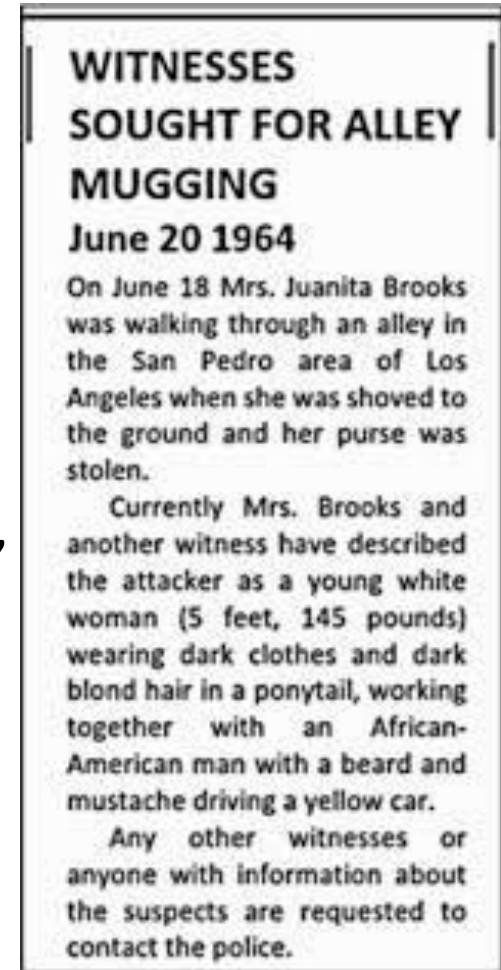 WITNESSES
SOUGHT FOR ALLEY
MUGGING
June 20 1964
On June 18 Mrs. Juanita Brooks
was walking through an alley in
the San Pedro area of Los
Angeles when she was shoved to
the ground and her purse was
stolen.
Currently Mrs. Brooks and
another witness have described
the attacker as a young white
woman (5 feet, 145 pounds)
wearing dark clothes and dark
blond hair in a ponytail, working
together with an African-
American man with a beard and
mustache driving a yellow car.
Any other witnesses or
anyone with information about
the suspects are requested to
contact the police.